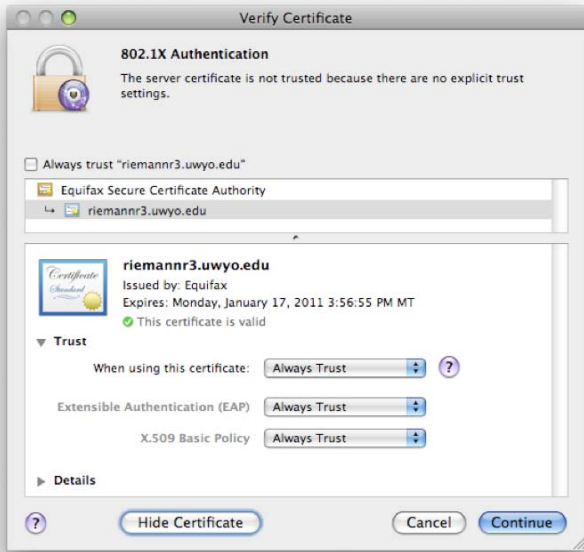 Verify Certificate
802.1X Authentication
The server certificate is not trusted because there are no explicit trust
settings.
Always trust "riemannr3.uwyo.edu"
Equifax Secure Certificate Authority
riemannr3.uwyo.edu
Certificate
Standard
riemannr3.uwyo.edu
Issued by: Equifax
Expires: Monday, January 17, 2011 3:56:55 PM MT
This certificate is valid
Trust
When using this certificate: Always Trust ?
Extensible Authentication (EAP) Always Trust
X.509 Basic Policy Always Trust
Details
? Hide Certificate Cancel Continue